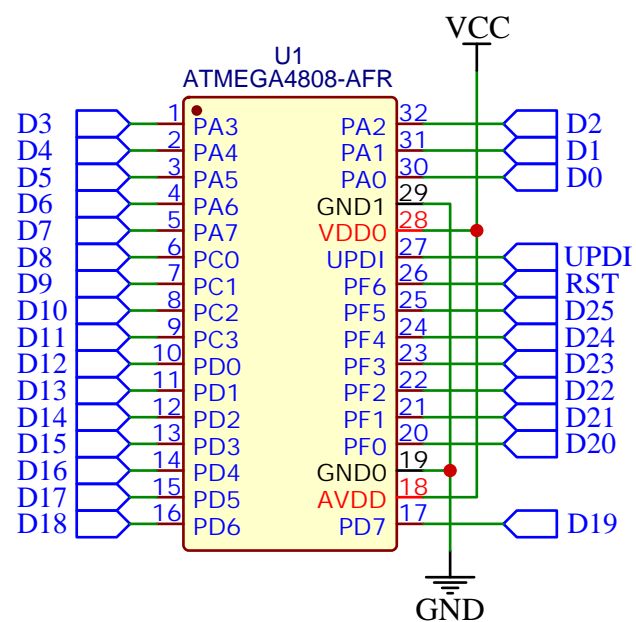 VCC
U1
ATMEGA4808-AFR
D3 1 PA3 PA2 32 D2
D4 2 PA4 PA1 31 D1
D5 3 PA5 PA0 30 D0
D6 4 PA6 GND1 29
D7 5 PA7 VDD0 28
D8 6 PC0 UPDI 27 UPDI
D9 7 PC1 PF6 26 RST
D10 8 PC2 PF5 25 D25
D11 9 PC3 PF4 24 D24
D12 10 PD0 PF3 23 D23
D13 11 PD1 PF2 22 D22
D14 12 PD2 PF1 21 D21
D15 13 PD3 PF0 20 D20
D16 14 PD4 GND0 19
D17 15 PD5 AVDD 18
D18 16 PD6 PD7 17 D19
GND